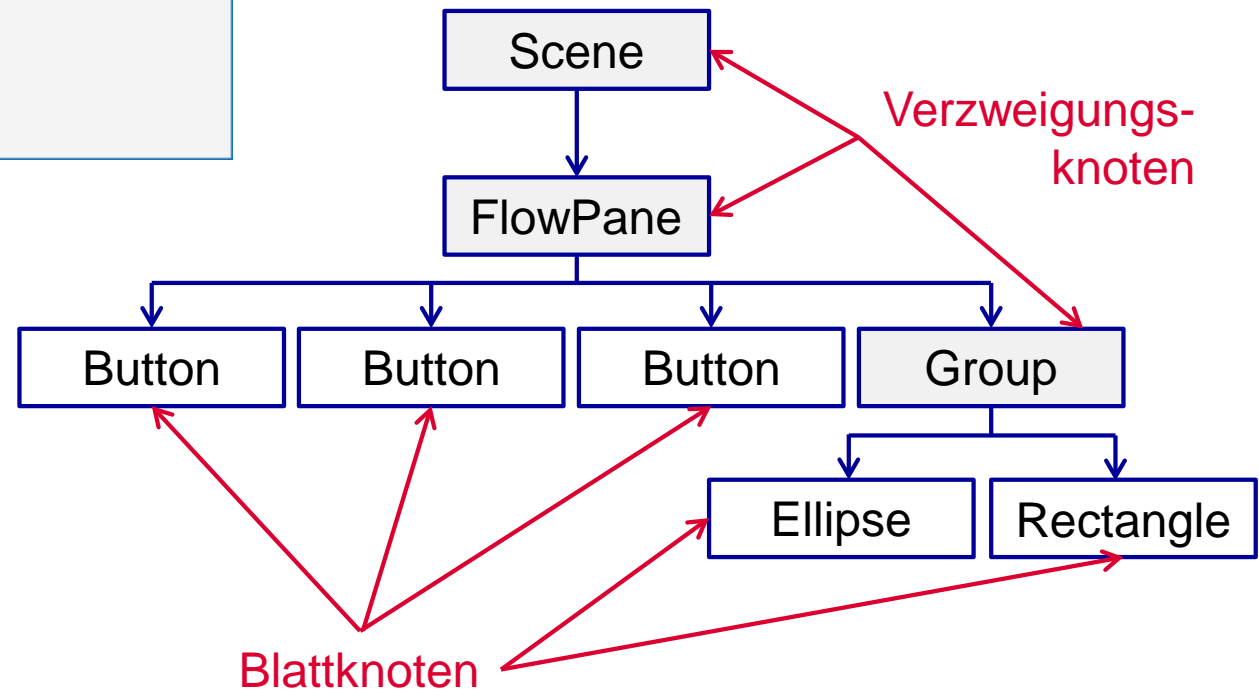 Scene
Verzweigungs-
knoten
FlowPane
Button
Button
Button
Group
Ellipse
Rectangle
Blattknoten